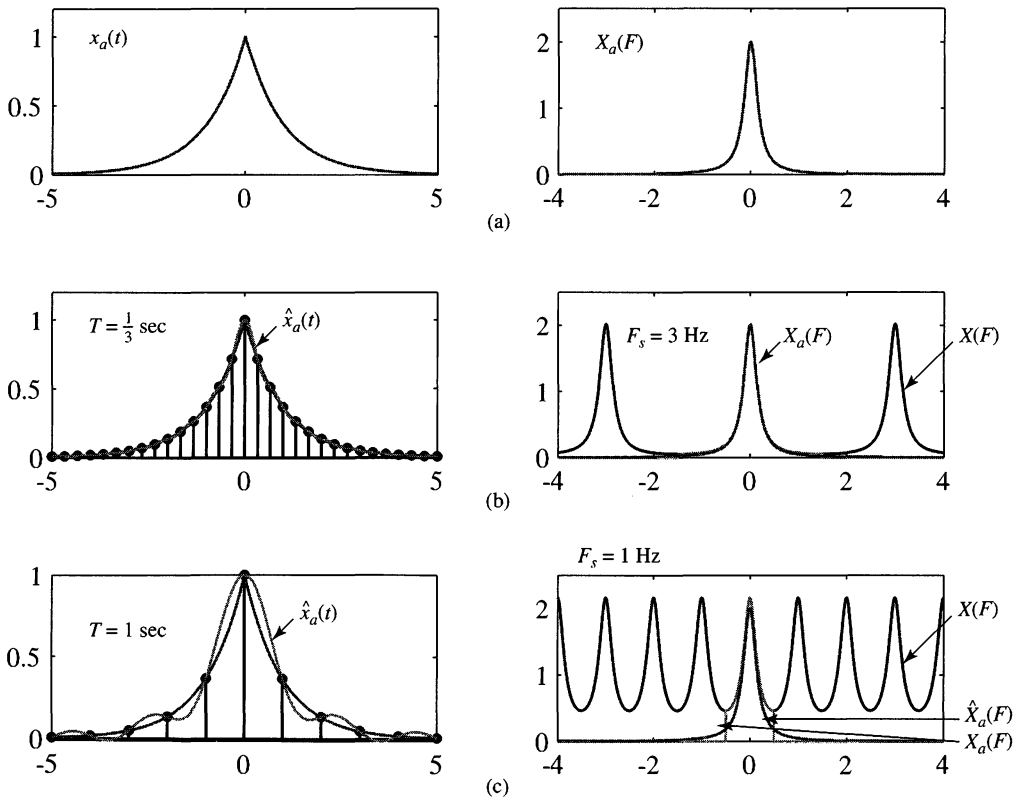 x_a(t)
1
0.5
0
-5
0
5
X_a(F)
2
1
0
-4
-2
0
2
4
(a)
T = 1/3 sec
x̂_a(t)
1
0.5
0
-5
0
5
F_s = 3 Hz
X_a(F)
X(F)
2
1
0
-4
-2
0
2
4
(b)
T = 1 sec
x̂_a(t)
1
0.5
0
-5
0
5
F_s = 1 Hz
X(F)
X̂_a(F)
X_a(F)
2
1
0
-4
-2
0
2
4
(c)